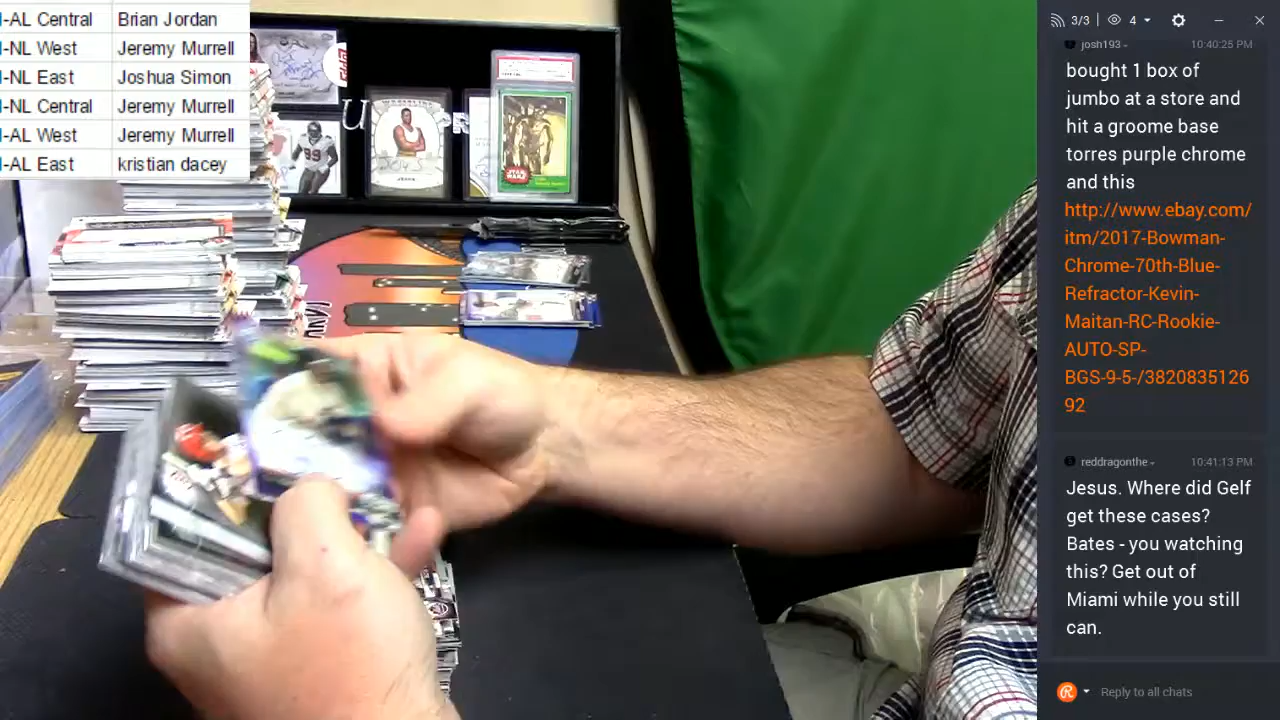 I-AL Central Brian Jordan
I-NL West Jeremy Murrell
I-NL East Joshua Simon
I-NL Central Jeremy Murrell
I-AL West Jeremy Murrell
I-AL East kristian dacey
3/3 4
josh193 10:40:25 PM
bought 1 box of
jumbo at a store and
hit a groome base
torres purple chrome
and this
http://www.ebay.com/
itm/2017-Bowman-
Chrome-70th-Blue-
Refractor-Kevin-
Maitan-RC-Rookie-
AUTO-SP-
BGS-9-5-/3820835126
92
reddragonthe 10:41:13 PM
Jesus. Where did Gelf
get these cases?
Bates - you watching
this? Get out of
Miami while you still
can.
Reply to all chats
99
STAR WARS